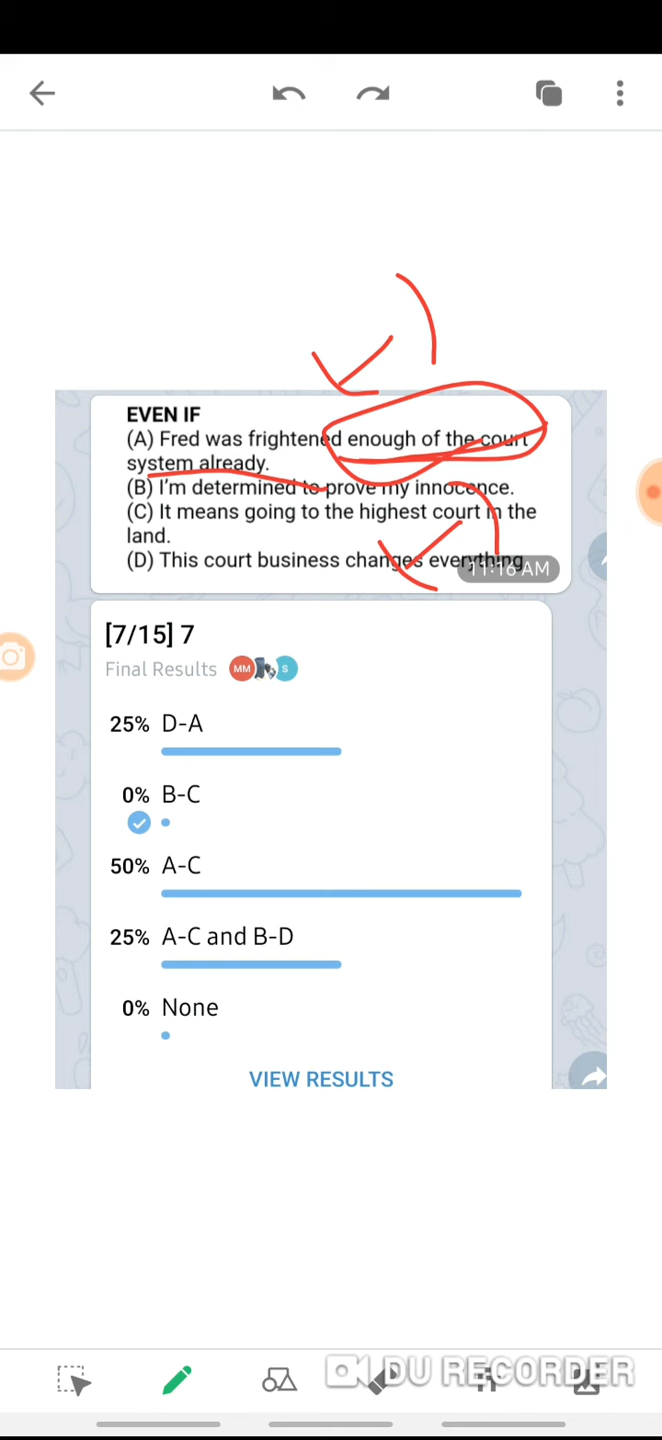 EVEN IF
(A) Fred was frightened enough of the court
system already.
(B) I'm determined to prove my innocence.
(C) It means going to the highest court in the
land.
(D) This court business changes everything
11:16 AM
[7/15] 7
Final Results MM S
25% D-A
0% B-C
50% A-C
25% A-C and B-D
0% None
VIEW RESULTS
DU RECORDER